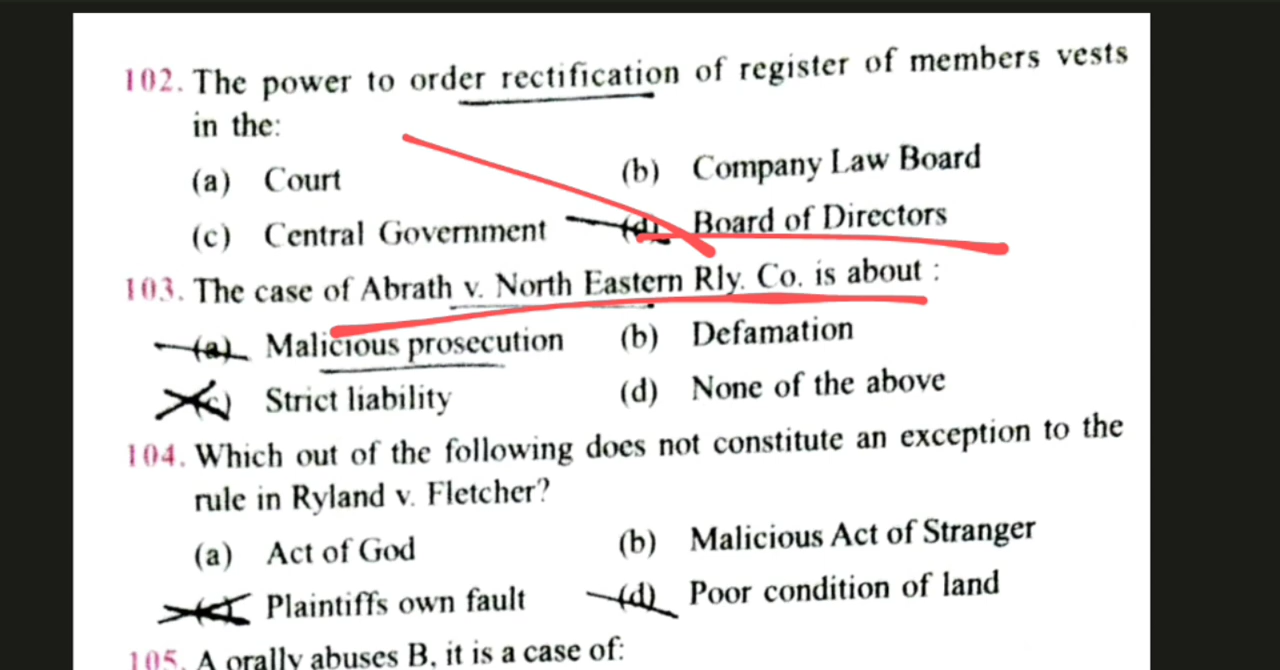 102. The power to order rectification of register of members vests
in the:
(a) Court (b) Company Law Board
(c) Central Government (d) Board of Directors
103. The case of Abrath v. North Eastern Rly. Co. is about :
(a) Malicious prosecution (b) Defamation
(c) Strict liability (d) None of the above
104. Which out of the following does not constitute an exception to the
rule in Ryland v. Fletcher?
(a) Act of God (b) Malicious Act of Stranger
(c) Plaintiffs own fault (d) Poor condition of land
105. A orally abuses B, it is a case of: